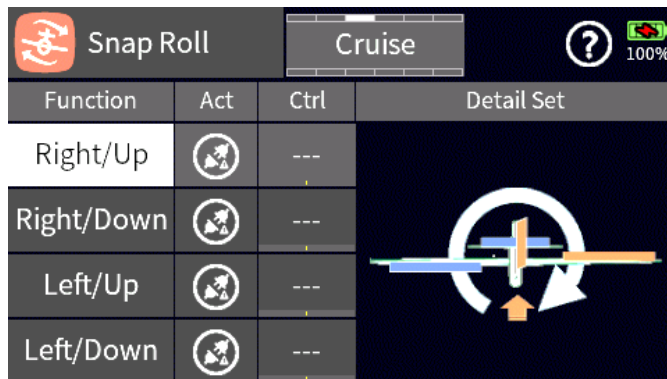 Snap Roll Cruise ? 100%
Function Act Ctrl Detail Set
Right/Up ---
Right/Down ---
Left/Up ---
Left/Down ---